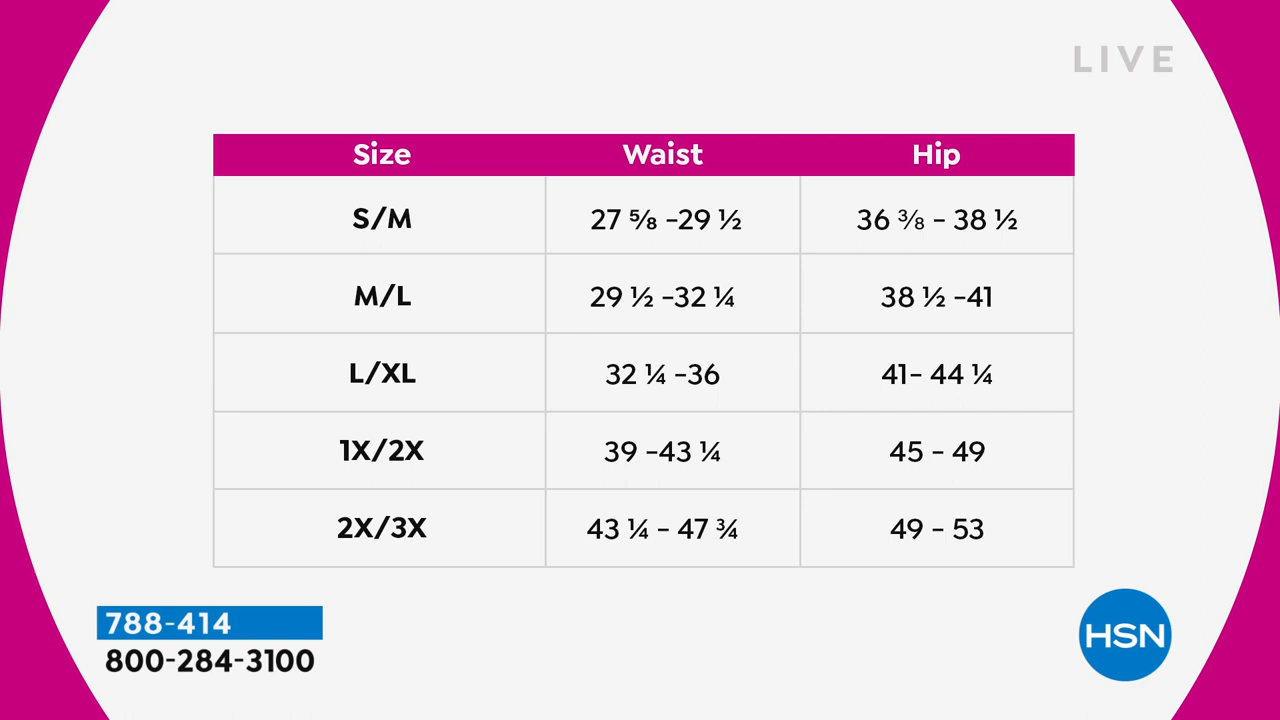 LIVE
Size Waist Hip
S/M 27 ⅝ –29 ½ 36 ⅜ – 38 ½
M/L 29 ½ –32 ¼ 38 ½ –41
L/XL 32 ¼ –36 41– 44 ¼
1X/2X 39 –43 ¼ 45 – 49
2X/3X 43 ¼ – 47 ¾ 49 – 53
788-414
800-284-3100
HSN